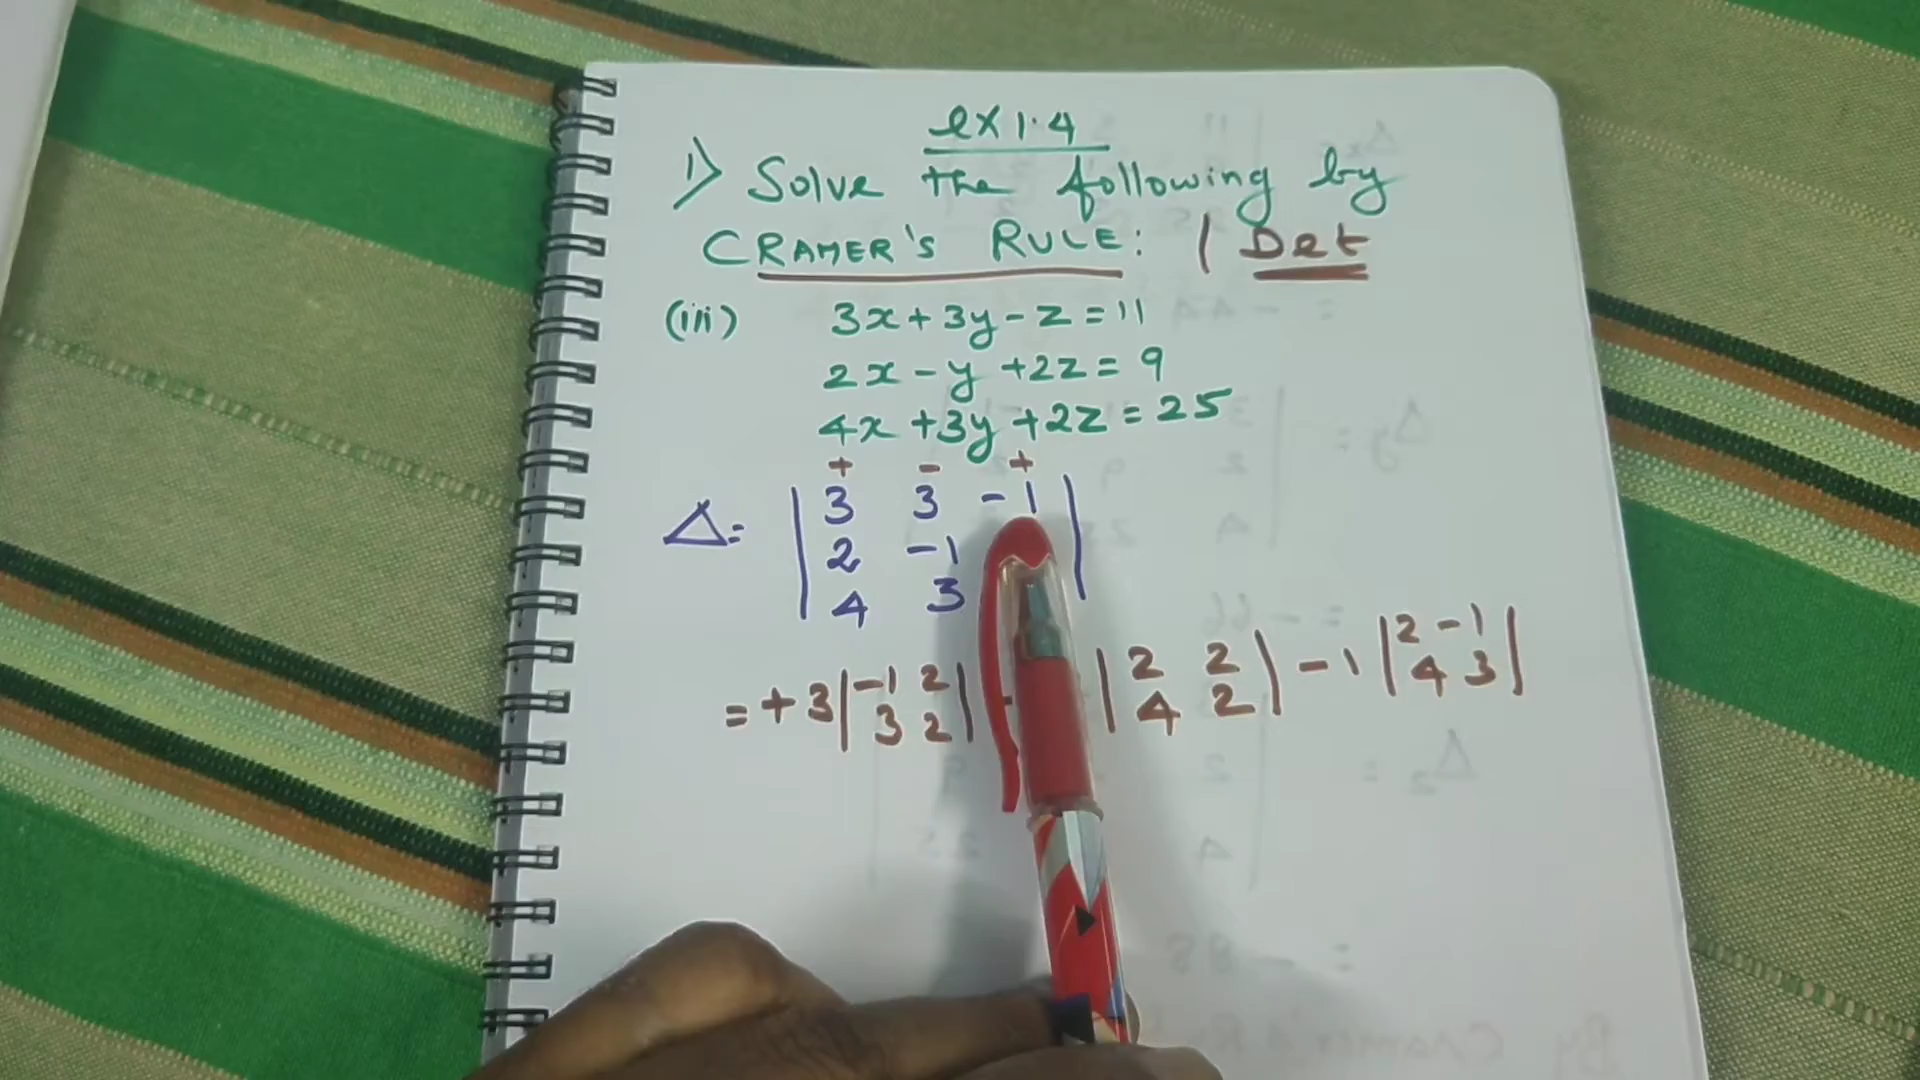 ex 1.4
1) Solve the following by
CRAMER'S RULE: | Det
(iii) 3x + 3y - z = 11
2x - y + 2z = 9
4x + 3y + 2z = 25
+ - +
Δ = | 3 3 -1 |
2 -1
4 3
= + 3 | -1 2 | - | 2 2 | - 1 | 2 -1 |
3 2 4 2 4 3